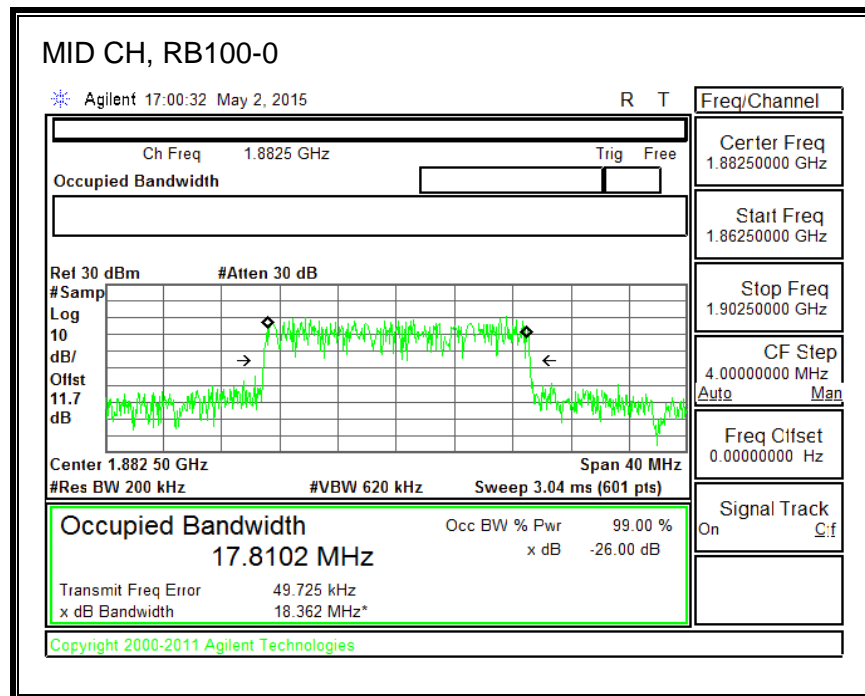 MID CH, RB100-0
Agilent 17:00:32 May 2, 2015 R T
Ch Freq 1.8825 GHz Trig Free
Occupied Bandwidth
Ref 30 dBm #Atten 30 dB
#Samp
Log
10
dB/
Offst
11.7
dB
Center 1.882 50 GHz Span 40 MHz
#Res BW 200 kHz #VBW 620 kHz Sweep 3.04 ms (601 pts)
Occupied Bandwidth
17.8102 MHz
Occ BW % Pwr 99.00 %
x dB -26.00 dB
Transmit Freq Error 49.725 kHz
x dB Bandwidth 18.362 MHz*
Copyright 2000-2011 Agilent Technologies
Freq/Channel
Center Freq
1.88250000 GHz
Start Freq
1.86250000 GHz
Stop Freq
1.90250000 GHz
CF Step
4.00000000 MHz
Auto Man
Freq Offset
0.00000000 Hz
Signal Track
On Off